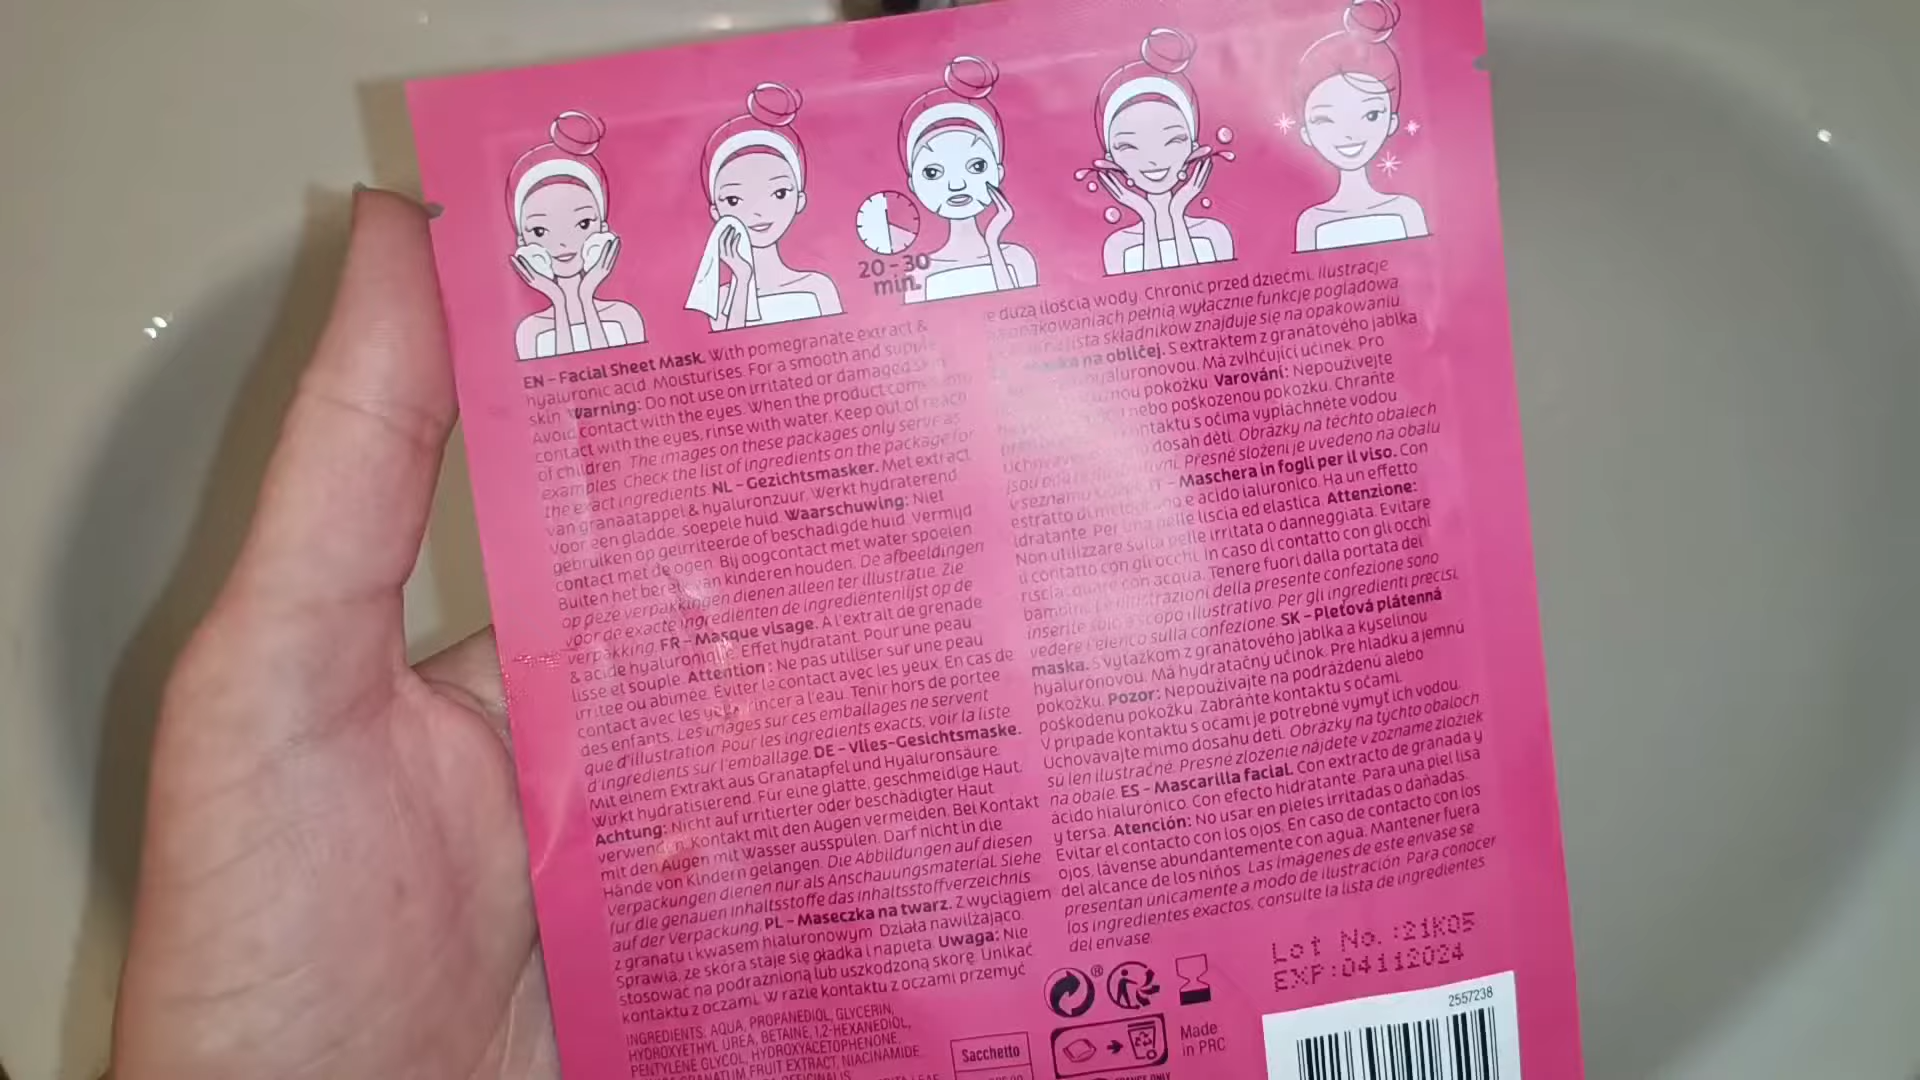 20 - 30
min.
EN – Facial Sheet Mask. With pomegranate extract &
hyaluronic acid. Moisturises. For a smooth and supple
skin. Warning: Do not use on irritated or damaged skin.
Avoid contact with the eyes. When the product comes into
contact with the eyes, rinse with water. Keep out of reach
of children. The images on these packages only serve as
examples. Check the list of ingredients on the package for
the exact ingredients. NL – Gezichtsmasker. Met extract
van granaatappel & hyaluronzuur. Werkt hydraterend.
Voor een gladde, soepele huid. Waarschuwing: Niet
gebruiken op geïrriteerde of beschadigde huid. Vermijd
contact met de ogen. Bij oogcontact met water spoelen.
Buiten het bereik van kinderen houden. De afbeeldingen
op deze verpakkingen dienen alleen ter illustratie. Zie
voor de exacte ingrediënten de ingrediëntenlijst op de
verpakking. FR – Masque visage. À l'extrait de grenade
& acide hyaluronique. Effet hydratant. Pour une peau
lisse et souple. Attention : Ne pas utiliser sur une peau
irritée ou abîmée. Éviter le contact avec les yeux. En cas de
contact avec les yeux, rincer à l'eau. Tenir hors de portée
des enfants. Les images sur ces emballages ne servent
que d'illustration. Pour les ingrédients exacts, voir la liste
d'ingrédients sur l'emballage. DE – Vlies-Gesichtsmaske.
Mit einem Extrakt aus Granatapfel und Hyaluronsäure.
Wirkt hydratisierend. Für eine glatte, geschmeidige Haut.
Achtung: Nicht auf irritierter oder beschädigter Haut
verwenden. Kontakt mit den Augen vermeiden. Bei Kontakt
mit den Augen mit Wasser ausspülen. Darf nicht in die
Hände von Kindern gelangen. Die Abbildungen auf diesen
Verpackungen dienen nur als Anschauungsmaterial. Siehe
für die genauen Inhaltsstoffe das Inhaltsstoffverzeichnis
auf der Verpackung. PL – Maseczka na twarz. Z wyciągiem
z granatu i kwasem hialuronowym. Działa nawilżająco.
Sprawia, że skóra staje się gładka i napięta. Uwaga: Nie
stosować na podrażnioną lub uszkodzoną skórę. Unikać
kontaktu z oczami. W razie kontaktu z oczami przemyć
dużą ilością wody. Chronić przed dziećmi. Ilustracje
opakowaniach pełnią wyłącznie funkcję poglądową.
lista składników znajduje się na opakowaniu.
maska na obličej. S extraktem z granátového jablka
hyaluronovou. Má zvlhčující účinek. Pro
pokožku. Varování: Nepoužívejte
nebo poškozenou pokožku. Chraňte
kontaktu s očima vypláchněte vodou.
dosah dětí. Obrázky na těchto obalech
jsou Přesné složení je uvedeno na obalu
v seznamu IT – Maschera in fogli per il viso. Con
estratto di melograno e acido ialuronico. Ha un effetto
idratante. Per una pelle liscia ed elastica. Attenzione:
Non utilizzare sulla pelle irritata o danneggiata. Evitare
il contatto con gli occhi. In caso di contatto con gli occhi
risciacquare con acqua. Tenere fuori dalla portata dei
bambini. Le illustrazioni della presente confezione sono
inserite solo a scopo illustrativo. Per gli ingredienti precisi,
vedere l'elenco sulla confezione. SK – Pleťová plátenná
maska. S výťažkom z granátového jablka a kyselinou
hyalurónovou. Má hydratačný účinok. Pre hladkú a jemnú
pokožku. Pozor: Nepoužívajte na podráždenú alebo
poškodenú pokožku. Zabráňte kontaktu s očami.
V prípade kontaktu s očami je potrebné vymyť ich vodou.
Uchovávajte mimo dosahu detí. Obrázky na týchto obaloch
sú len ilustračné. Presné zloženie nájdete v zozname zložiek
na obale. ES – Mascarilla facial. Con extracto de granada y
ácido hialurónico. Con efecto hidratante. Para una piel lisa
y tersa. Atención: No usar en pieles irritadas o dañadas.
Evitar el contacto con los ojos. En caso de contacto con los
ojos, lávense abundantemente con agua. Mantener fuera
del alcance de los niños. Las imágenes de este envase se
presentan únicamente a modo de ilustración. Para conocer
los ingredientes exactos, consulte la lista de ingredientes
del envase.
INGREDIENTS: AQUA, PROPANEDIOL, GLYCERIN,
HYDROXYETHYL UREA, BETAINE, 1,2-HEXANEDIOL,
PENTYLENE GLYCOL, HYDROXYACETOPHENONE,
GRANATUM FRUIT EXTRACT, NIACINAMIDE,
Sacchetto
Made
in PRC
Lot No.:21K05
EXP:04112024
2557238